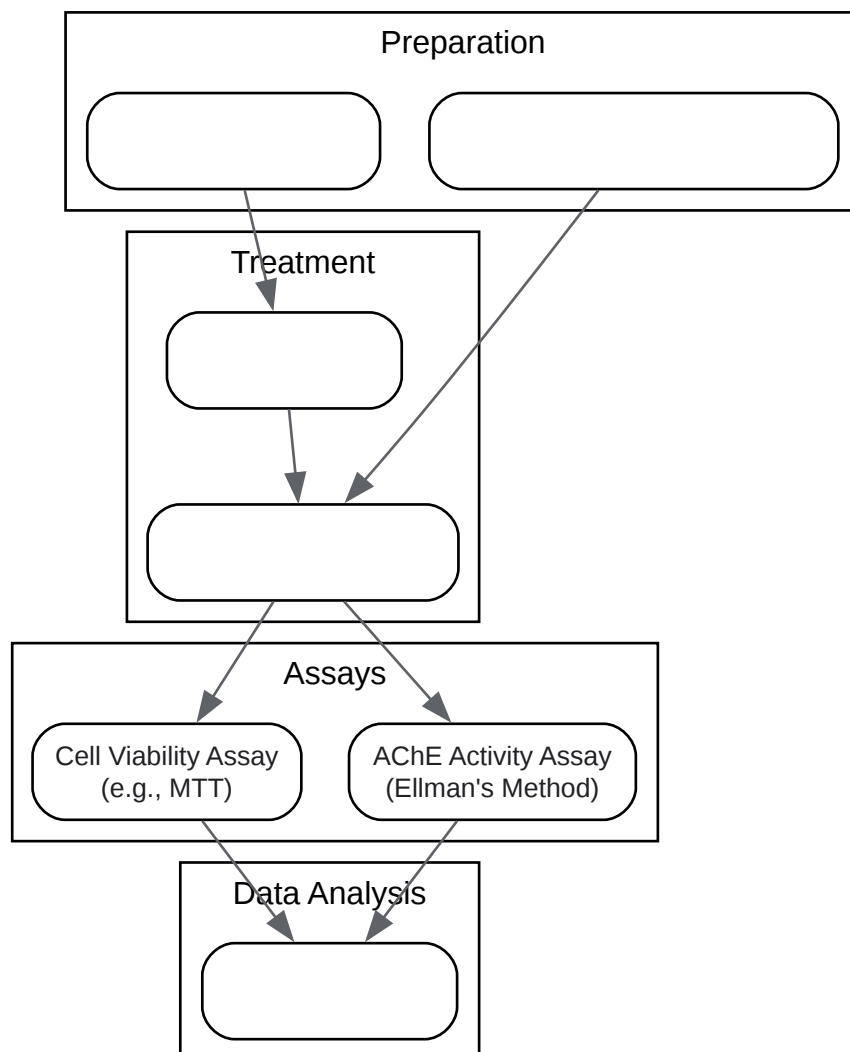 Preparation
Treatment
Assays
Cell Viability Assay
(e.g., MTT)
AChE Activity Assay
(Ellman's Method)
Data Analysis